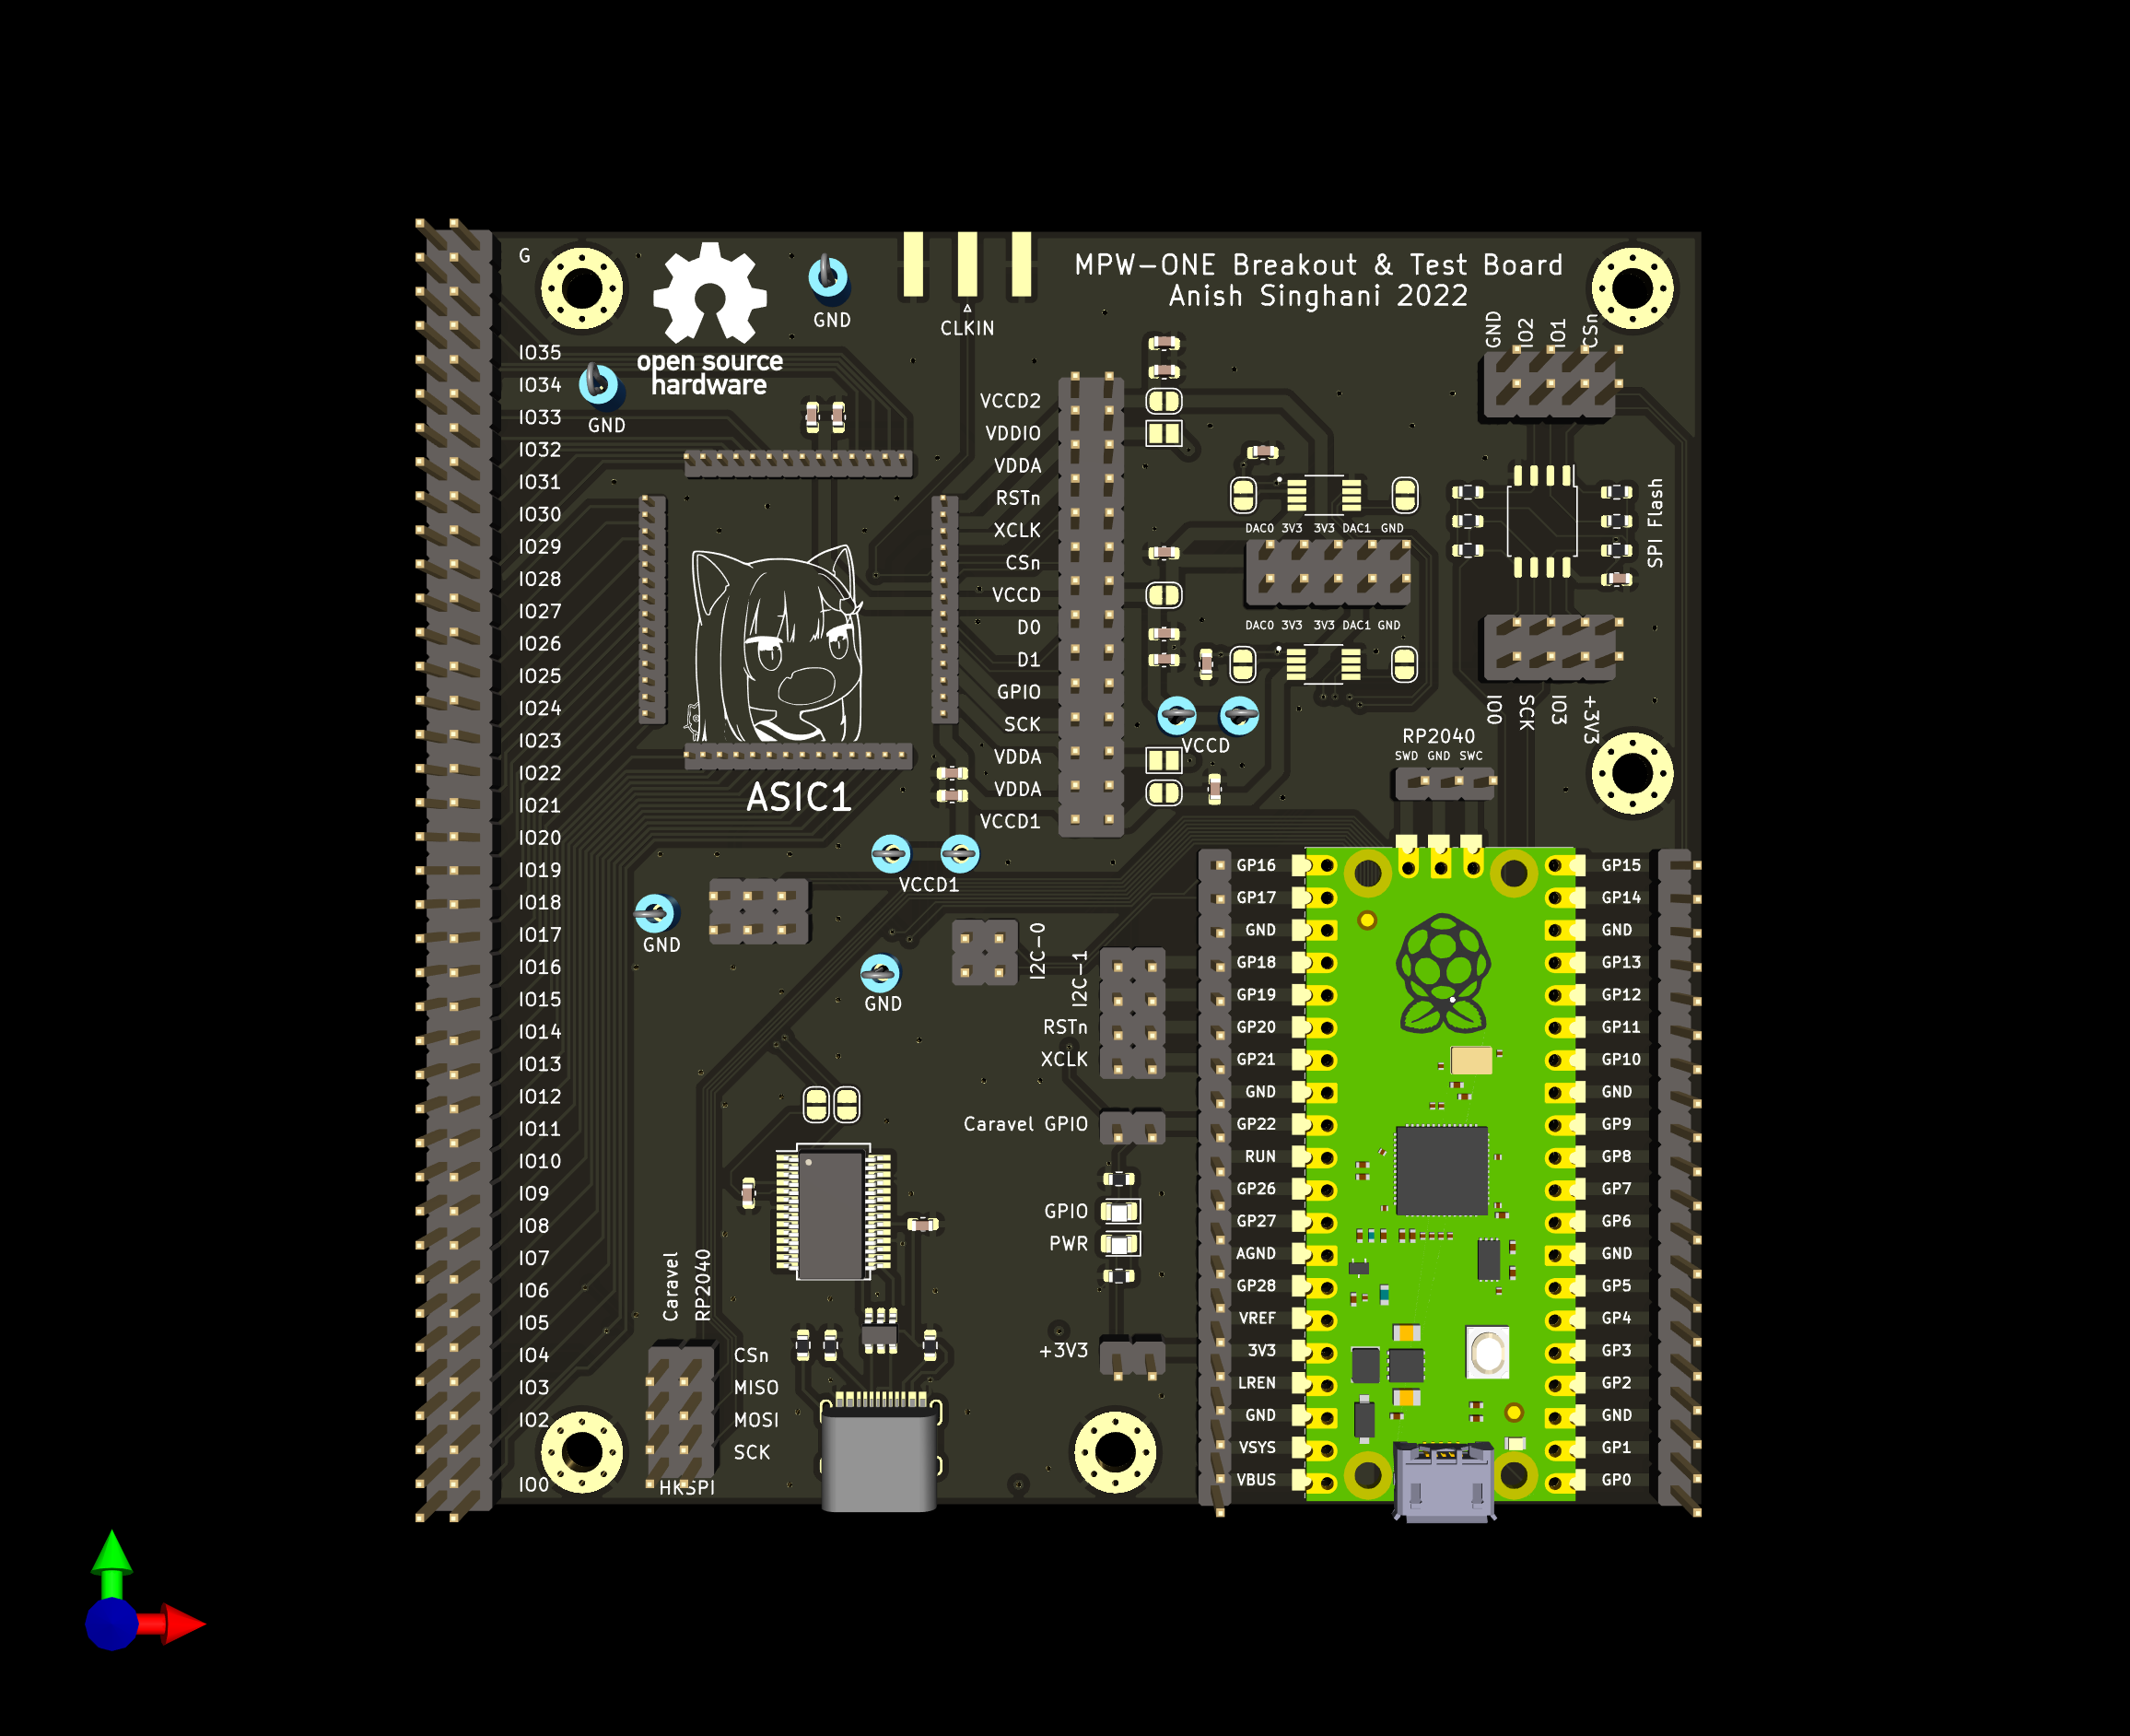 MPW-ONE Breakout & Test Board
Anish Singhani 2022
G
IO35
IO34
IO33
IO32
IO31
IO30
IO29
IO28
IO27
IO26
IO25
IO24
IO23
IO22
IO21
IO20
IO19
IO18
IO17
IO16
IO15
IO14
IO13
IO12
IO11
IO10
IO9
IO8
IO7
IO6
IO5
IO4
IO3
IO2
IO0
open source
hardware
GND
GND
CLKIN
VCCD2
VDDIO
VDDA
RSTn
XCLK
CSn
VCCD
D0
D1
GPIO
SCK
VDDA
VDDA
VCCD1
ASIC1
VCCD1
GND
GND
I2C-0
I2C-1
RSTn
XCLK
Caravel GPIO
GPIO
PWR
+3V3
Caravel
RP2040
CSn
MISO
MOSI
SCK
HKSPI
DAC0 3V3 3V3 DAC1 GND
DAC0 3V3 3V3 DAC1 GND
VCCD
GND
IO2
IO1
CSn
SPI Flash
IO0
SCK
IO3
+3V3
RP2040
SWD GND SWC
GP16
GP17
GND
GP18
GP19
GP20
GP21
GND
GP22
RUN
GP26
GP27
AGND
GP28
VREF
3V3
LREN
GND
VSYS
VBUS
GP15
GP14
GND
GP13
GP12
GP11
GP10
GND
GP9
GP8
GP7
GP6
GND
GP5
GP4
GP3
GP2
GND
GP1
GP0